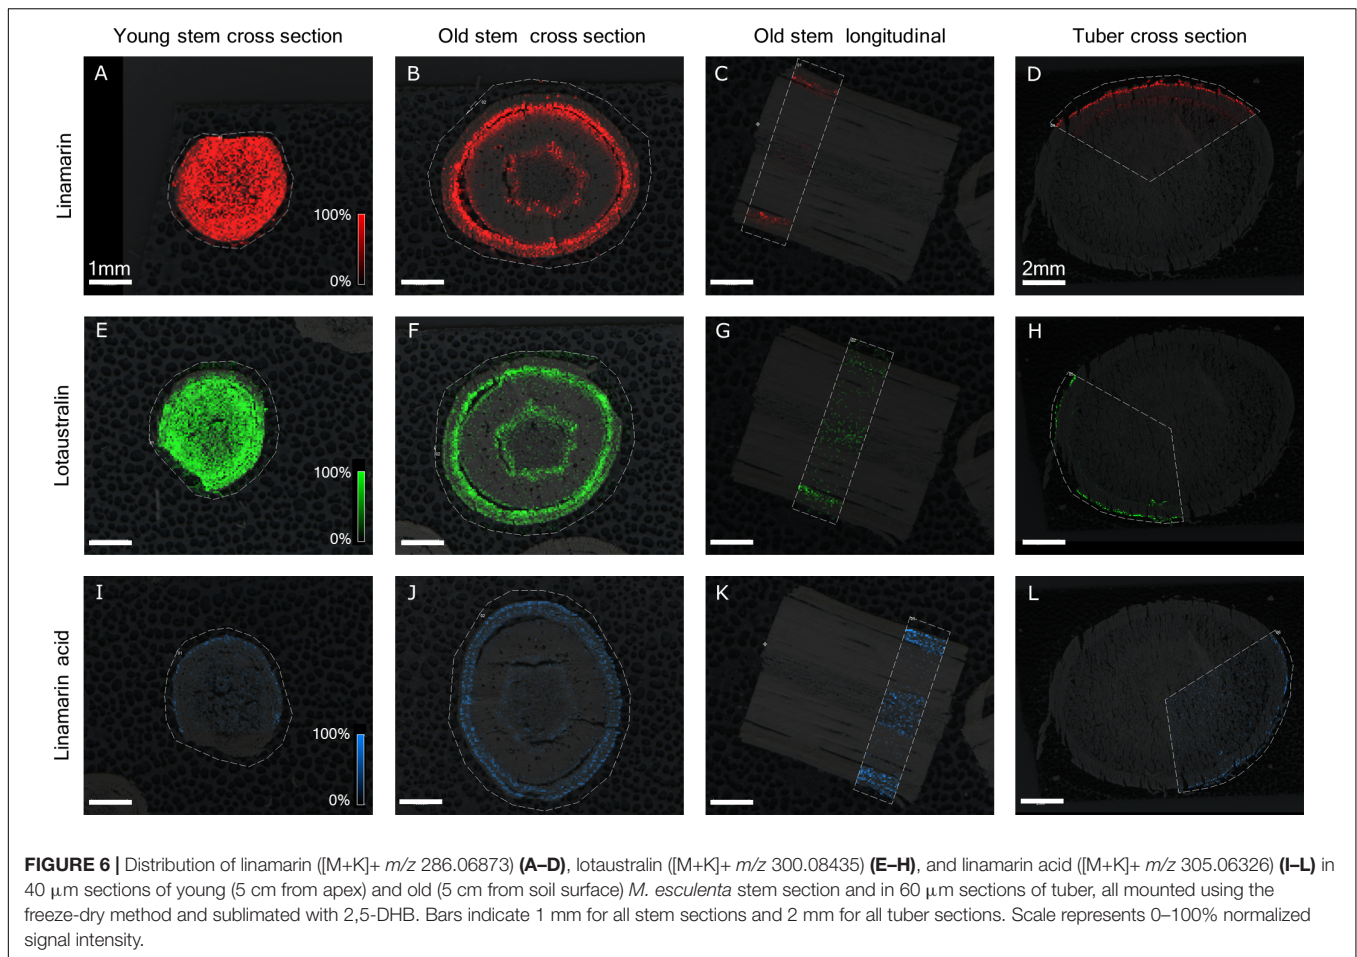 Young stem cross section
Old stem cross section
Old stem longitudinal
Tuber cross section
Linamarin
A
100%
0%
1mm
B
C
D
2mm
Lotaustralin
E
100%
0%
F
G
H
Linamarin acid
I
100%
0%
J
K
L
FIGURE 6 | Distribution of linamarin ([M+K]+ m/z 286.06873) (A–D), lotaustralin ([M+K]+ m/z 300.08435) (E–H), and linamarin acid ([M+K]+ m/z 305.06326) (I–L) in
40 μm sections of young (5 cm from apex) and old (5 cm from soil surface) M. esculenta stem section and in 60 μm sections of tuber, all mounted using the
freeze-dry method and sublimated with 2,5-DHB. Bars indicate 1 mm for all stem sections and 2 mm for all tuber sections. Scale represents 0–100% normalized
signal intensity.